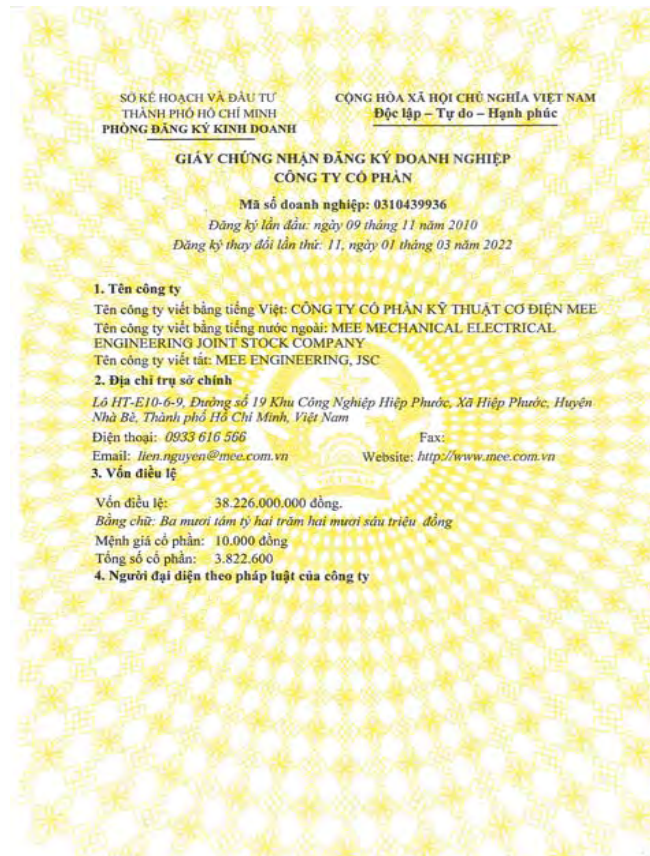 SỞ KẾ HOẠCH VÀ ĐẦU TƯ
THÀNH PHỐ HỒ CHÍ MINH
PHÒNG ĐĂNG KÝ KINH DOANH
CỘNG HÒA XÃ HỘI CHỦ NGHĨA VIỆT NAM
Độc lập – Tự do – Hạnh phúc
GIẤY CHỨNG NHẬN ĐĂNG KÝ DOANH NGHIỆP
CÔNG TY CỔ PHẦN
Mã số doanh nghiệp: 0310439936
Đăng ký lần đầu: ngày 09 tháng 11 năm 2010
Đăng ký thay đổi lần thứ: 11, ngày 01 tháng 03 năm 2022
1. Tên công ty
Tên công ty viết bằng tiếng Việt: CÔNG TY CỔ PHẦN KỸ THUẬT CƠ ĐIỆN MEE
Tên công ty viết bằng tiếng nước ngoài: MEE MECHANICAL ELECTRICAL
ENGINEERING JOINT STOCK COMPANY
Tên công ty viết tắt: MEE ENGINEERING, JSC
2. Địa chỉ trụ sở chính
Lô HT-E10-6-9, Đường số 19 Khu Công Nghiệp Hiệp Phước, Xã Hiệp Phước, Huyện
Nhà Bè, Thành phố Hồ Chí Minh, Việt Nam
Điện thoại: 0933 616 566 Fax:
Email: lien.nguyen@mee.com.vn Website: http://www.mee.com.vn
3. Vốn điều lệ
Vốn điều lệ: 38.226.000.000 đồng.
Bằng chữ: Ba mươi tám tỷ hai trăm hai mươi sáu triệu đồng
Mệnh giá cổ phần: 10.000 đồng
Tổng số cổ phần: 3.822.600
4. Người đại diện theo pháp luật của công ty